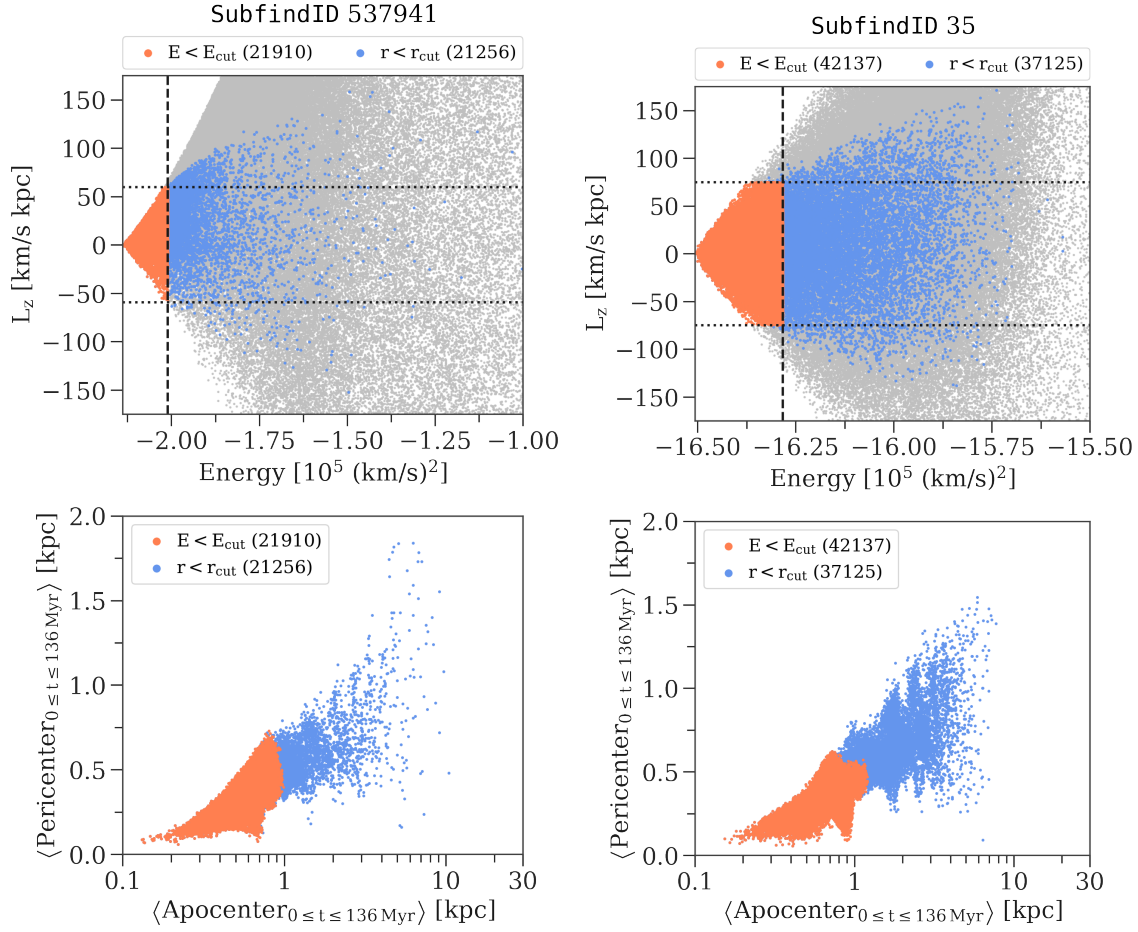 SubfindID 537941
E < E_cut (21910) r < r_cut (21256)
150
100
50
0
−50
−100
−150
L_z [km/s kpc]
−2.00 −1.75 −1.50 −1.25 −1.00
Energy [10^5 (km/s)^2]
SubfindID 35
E < E_cut (42137) r < r_cut (37125)
150
100
50
0
−50
−100
−150
L_z [km/s kpc]
−16.50 −16.25 −16.00 −15.75 −15.50
Energy [10^5 (km/s)^2]
2.0
1.5
1.0
0.5
0.0
⟨Pericenter_0 ≤ t ≤ 136 Myr⟩ [kpc]
E < E_cut (21910)
r < r_cut (21256)
0.1 1 10 30
⟨Apocenter_0 ≤ t ≤ 136 Myr⟩ [kpc]
2.0
1.5
1.0
0.5
0.0
⟨Pericenter_0 ≤ t ≤ 136 Myr⟩ [kpc]
E < E_cut (42137)
r < r_cut (37125)
0.1 1 10 30
⟨Apocenter_0 ≤ t ≤ 136 Myr⟩ [kpc]